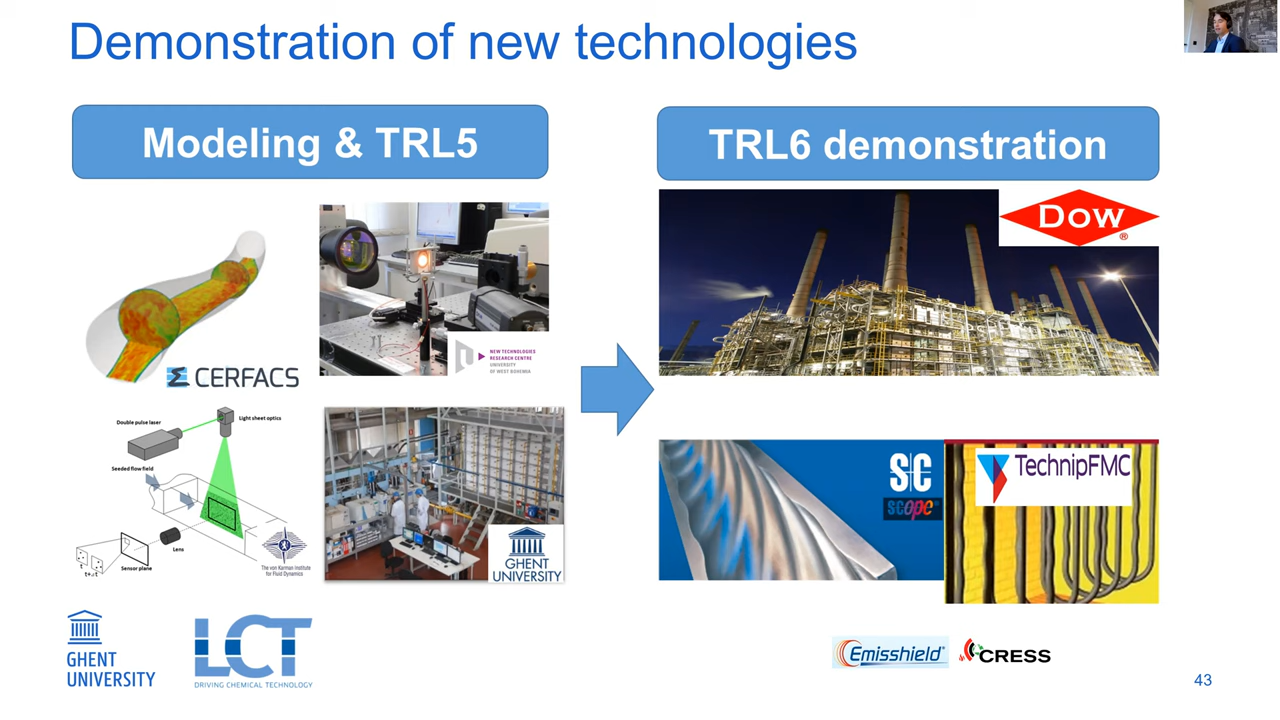 Demonstration of new technologies
Modeling & TRL5
TRL6 demonstration
CERFACS
NEW TECHNOLOGIES
RESEARCH CENTRE
UNIVERSITY
OF WEST BOHEMIA
Dow
®
Double pulse laser
Light sheet optics
Seeded flow field
Lens
Sensor plane
t
The von Karman Institute
for Fluid Dynamics
GHENT
UNIVERSITY
S+C
scope
TechnipFMC
GHENT
UNIVERSITY
LCT
DRIVING CHEMICAL TECHNOLOGY
Emisshield®
CRESS
43